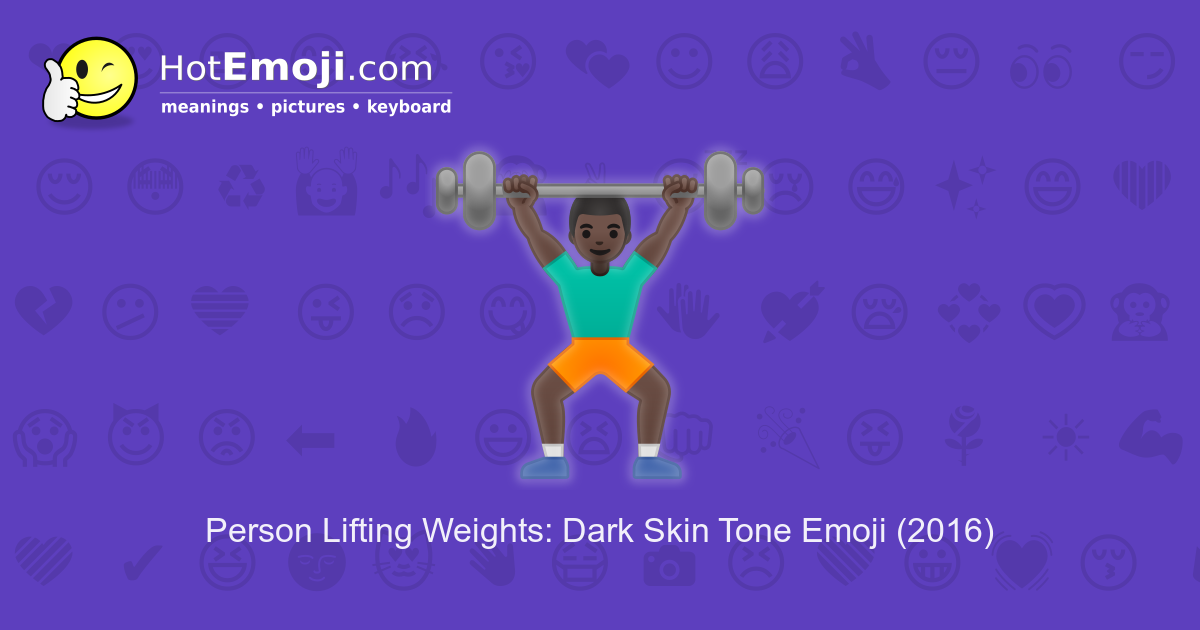 HotEmoji.com
meanings • pictures • keyboard
Person Lifting Weights: Dark Skin Tone Emoji (2016)